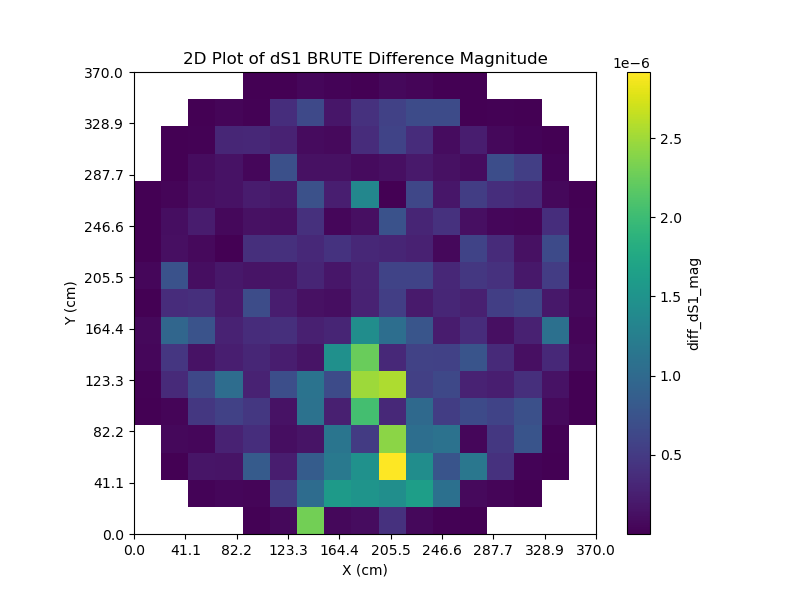 2D Plot of dS1 BRUTE Difference Magnitude
1e−6
370.0
328.9
287.7
246.6
205.5
164.4
123.3
82.2
41.1
0.0
Y (cm)
0.0 41.1 82.2 123.3 164.4 205.5 246.6 287.7 328.9 370.0
X (cm)
2.5
2.0
1.5
1.0
0.5
diff_dS1_mag